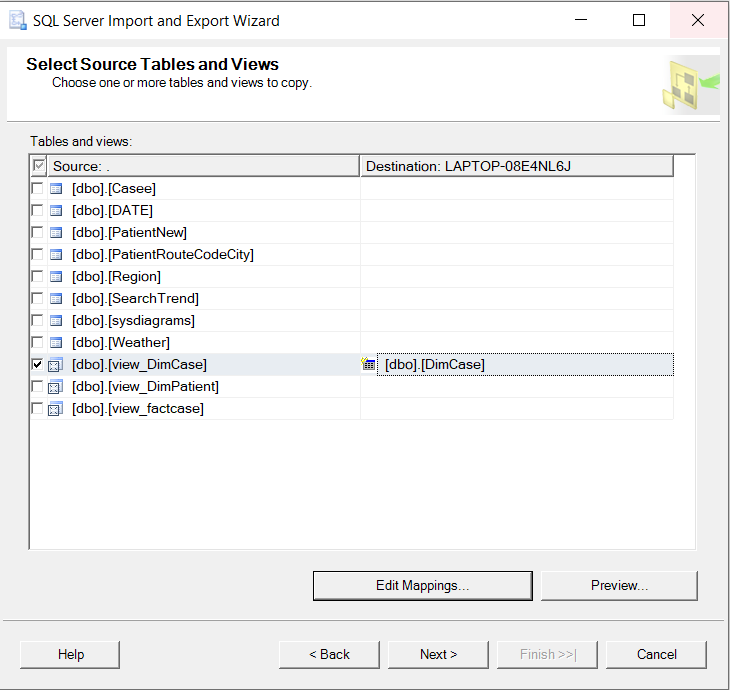 SQL Server Import and Export Wizard
Select Source Tables and Views
Choose one or more tables and views to copy.
Tables and views:
Source: . Destination: LAPTOP-08E4NL6J
[dbo].[Casee]
[dbo].[DATE]
[dbo].[PatientNew]
[dbo].[PatientRouteCodeCity]
[dbo].[Region]
[dbo].[SearchTrend]
[dbo].[sysdiagrams]
[dbo].[Weather]
[dbo].[view_DimCase] [dbo].[DimCase]
[dbo].[view_DimPatient]
[dbo].[view_factcase]
Edit Mappings... Preview...
Help < Back Next > Finish >>| Cancel